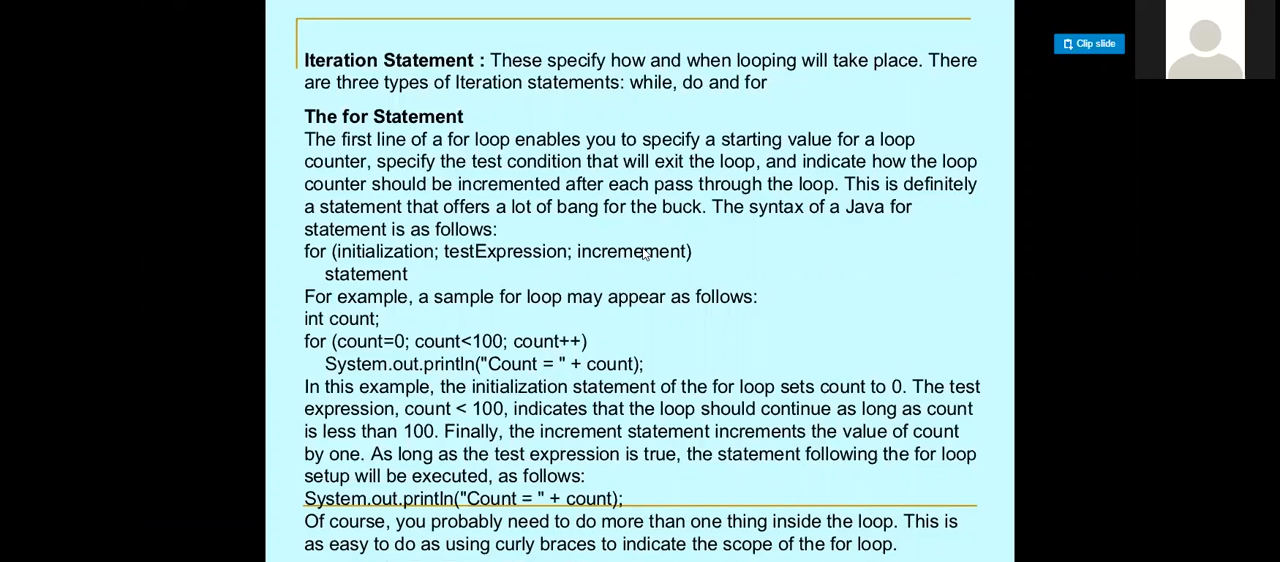 Iteration Statement : These specify how and when looping will take place. There
are three types of Iteration statements: while, do and for
The for Statement
The first line of a for loop enables you to specify a starting value for a loop
counter, specify the test condition that will exit the loop, and indicate how the loop
counter should be incremented after each pass through the loop. This is definitely
a statement that offers a lot of bang for the buck. The syntax of a Java for
statement is as follows:
for (initialization; testExpression; incremement)
statement
For example, a sample for loop may appear as follows:
int count;
for (count=0; count<100; count++)
System.out.println("Count = " + count);
In this example, the initialization statement of the for loop sets count to 0. The test
expression, count < 100, indicates that the loop should continue as long as count
is less than 100. Finally, the increment statement increments the value of count
by one. As long as the test expression is true, the statement following the for loop
setup will be executed, as follows:
System.out.println("Count = " + count);
Of course, you probably need to do more than one thing inside the loop. This is
as easy to do as using curly braces to indicate the scope of the for loop.
Clip slide